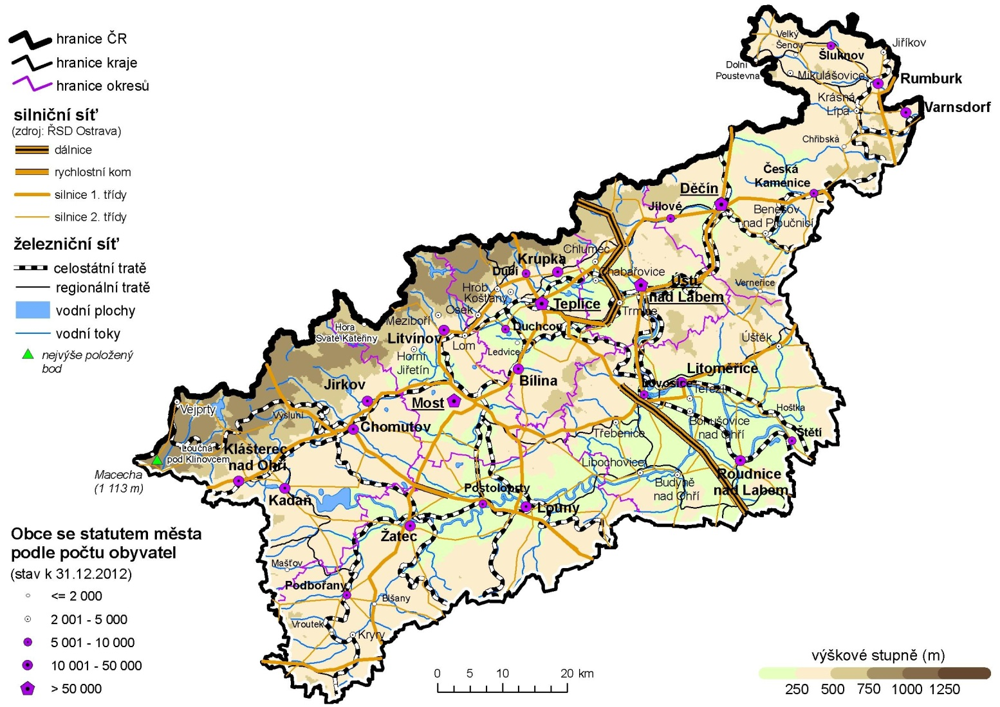 hranice ČR
hranice kraje
hranice okresů
silniční síť
(zdroj: ŘSD Ostrava)
dálnice
rychlostní kom
silnice 1. třídy
silnice 2. třídy
železniční síť
celostátní tratě
regionální tratě
vodní plochy
vodní toky
nejvýše položený
bod
Obce se statutem města
podle počtu obyvatel
(stav k 31.12.2012)
<= 2 000
2 001 - 5 000
5 001 - 10 000
10 001 - 50 000
> 50 000
Velký
Šenov
Šluknov
Jiříkov
Dolní
Poustevna
Mikulášovice
Rumburk
Krásná
Lípa
Varnsdorf
Chřibská
Česká
Kamenice
Děčín
Jílové
Benešov
nad Ploučnicí
Chlumec
Krupka
Dubí
Chabařovice
Ústí
nad Labem
Verneřice
Hrob
Košťany
Teplice
Trmice
Osek
Meziboří
Hora
Svaté Kateřiny
Litvínov
Duchcov
Lom
Ledvice
Úštěk
Horní
Jiřetín
Bílina
Litoměřice
Lovosice
Terezín
Jirkov
Most
Vejprty
Výsluní
Hoštka
Bohušovice
nad Ohří
Štětí
Chomutov
Třebenice
Loučná
pod Klínovcem
Klášterec
nad Ohří
Libochovice
Roudnice
nad Labem
Macecha
(1 113 m)
Budyně
nad Ohří
Kadaň
Postoloprty
Louny
Žatec
Mašťov
Podbořany
Blšany
Vroutek
Kryry
0 5 10 20 km
výškové stupně (m)
250 500 750 1000 1250